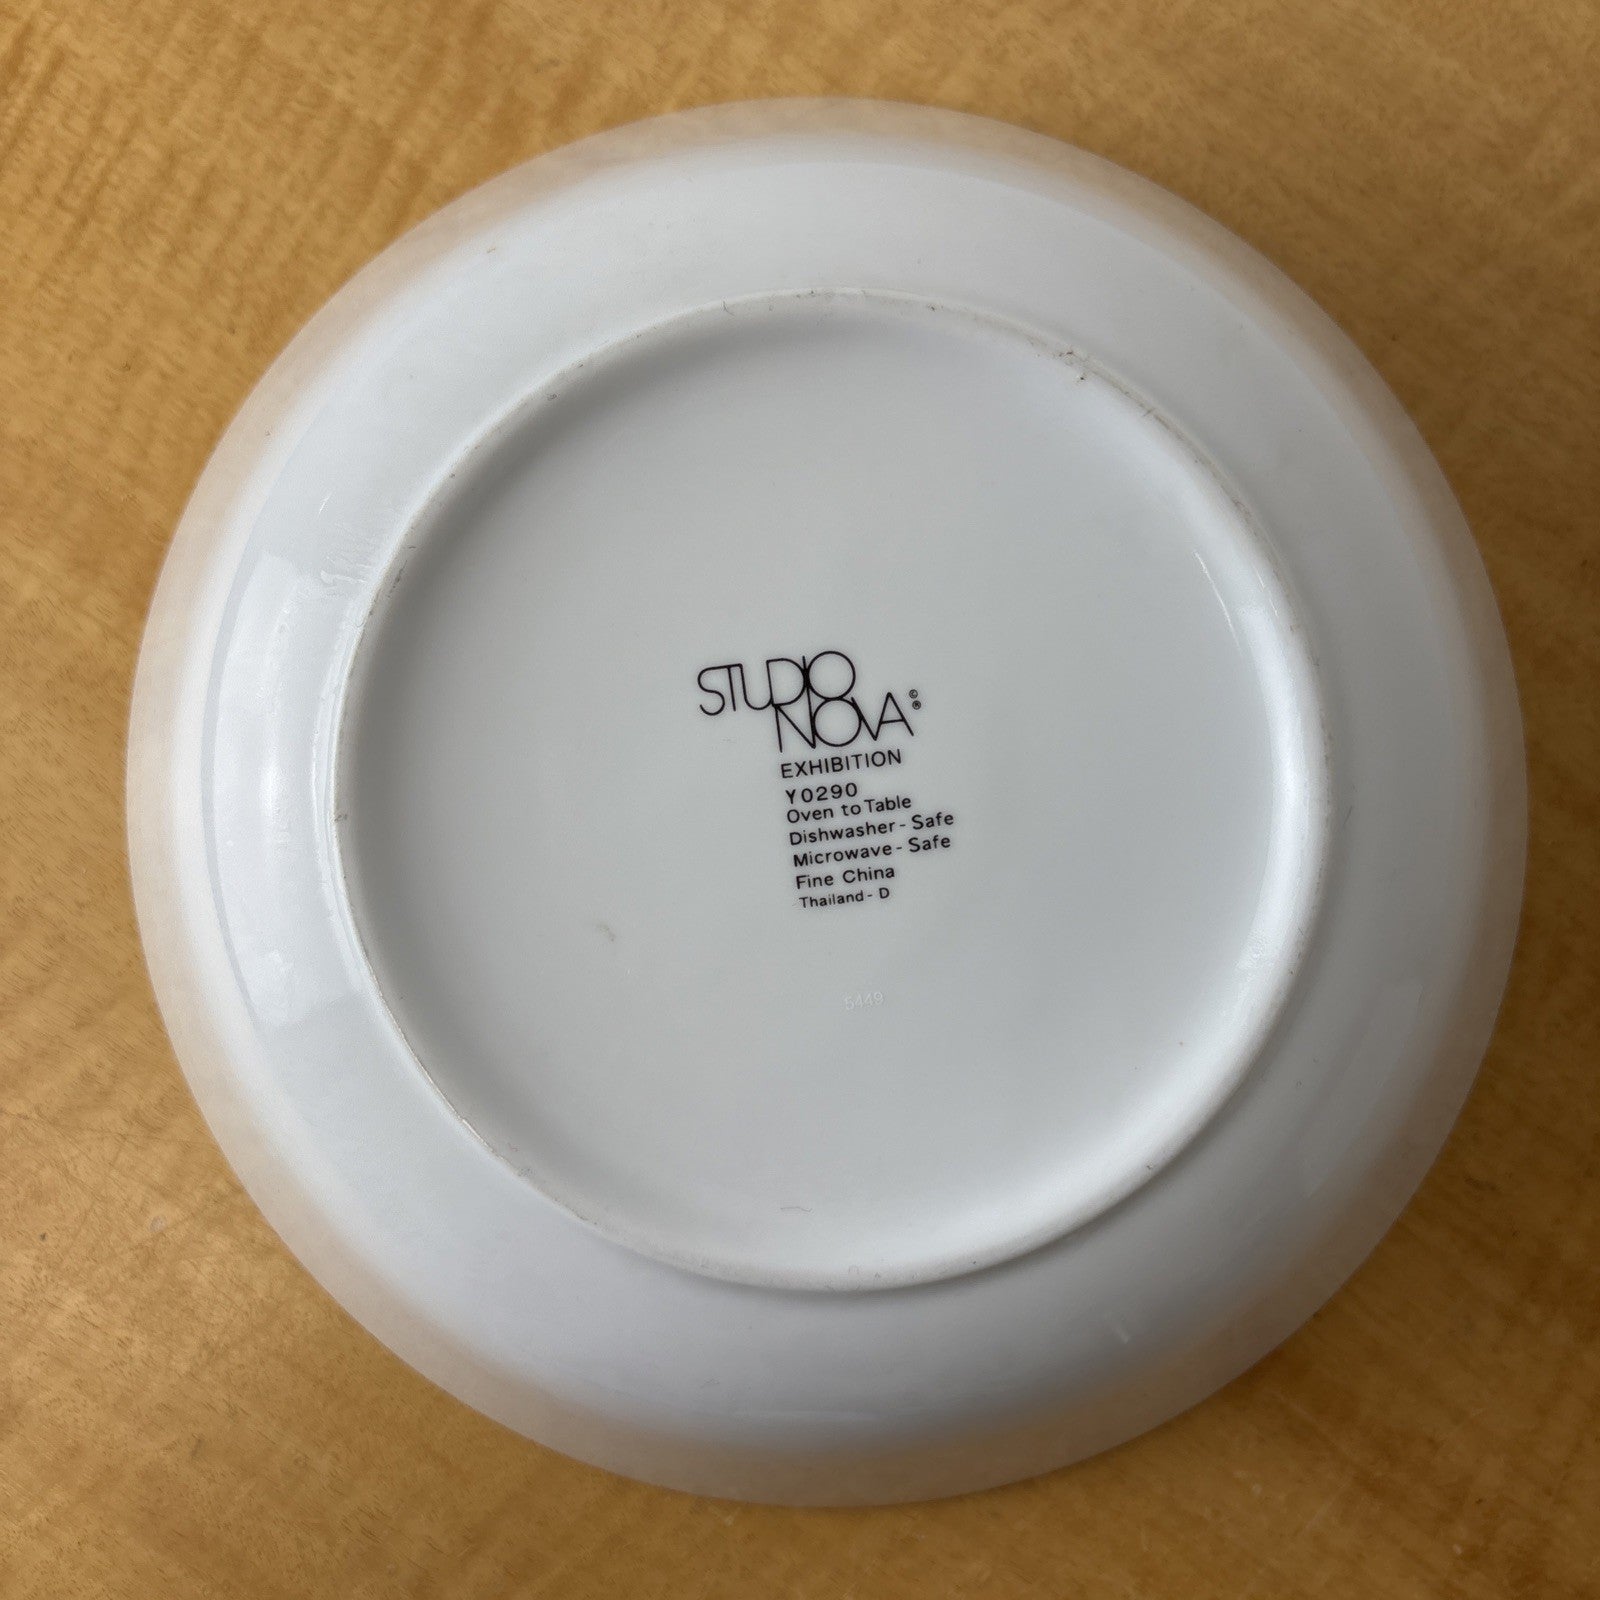 STUDIO
NOVA ©®
EXHIBITION
Y0290
Oven to Table
Dishwasher - Safe
Microwave - Safe
Fine China
Thailand - D
5449